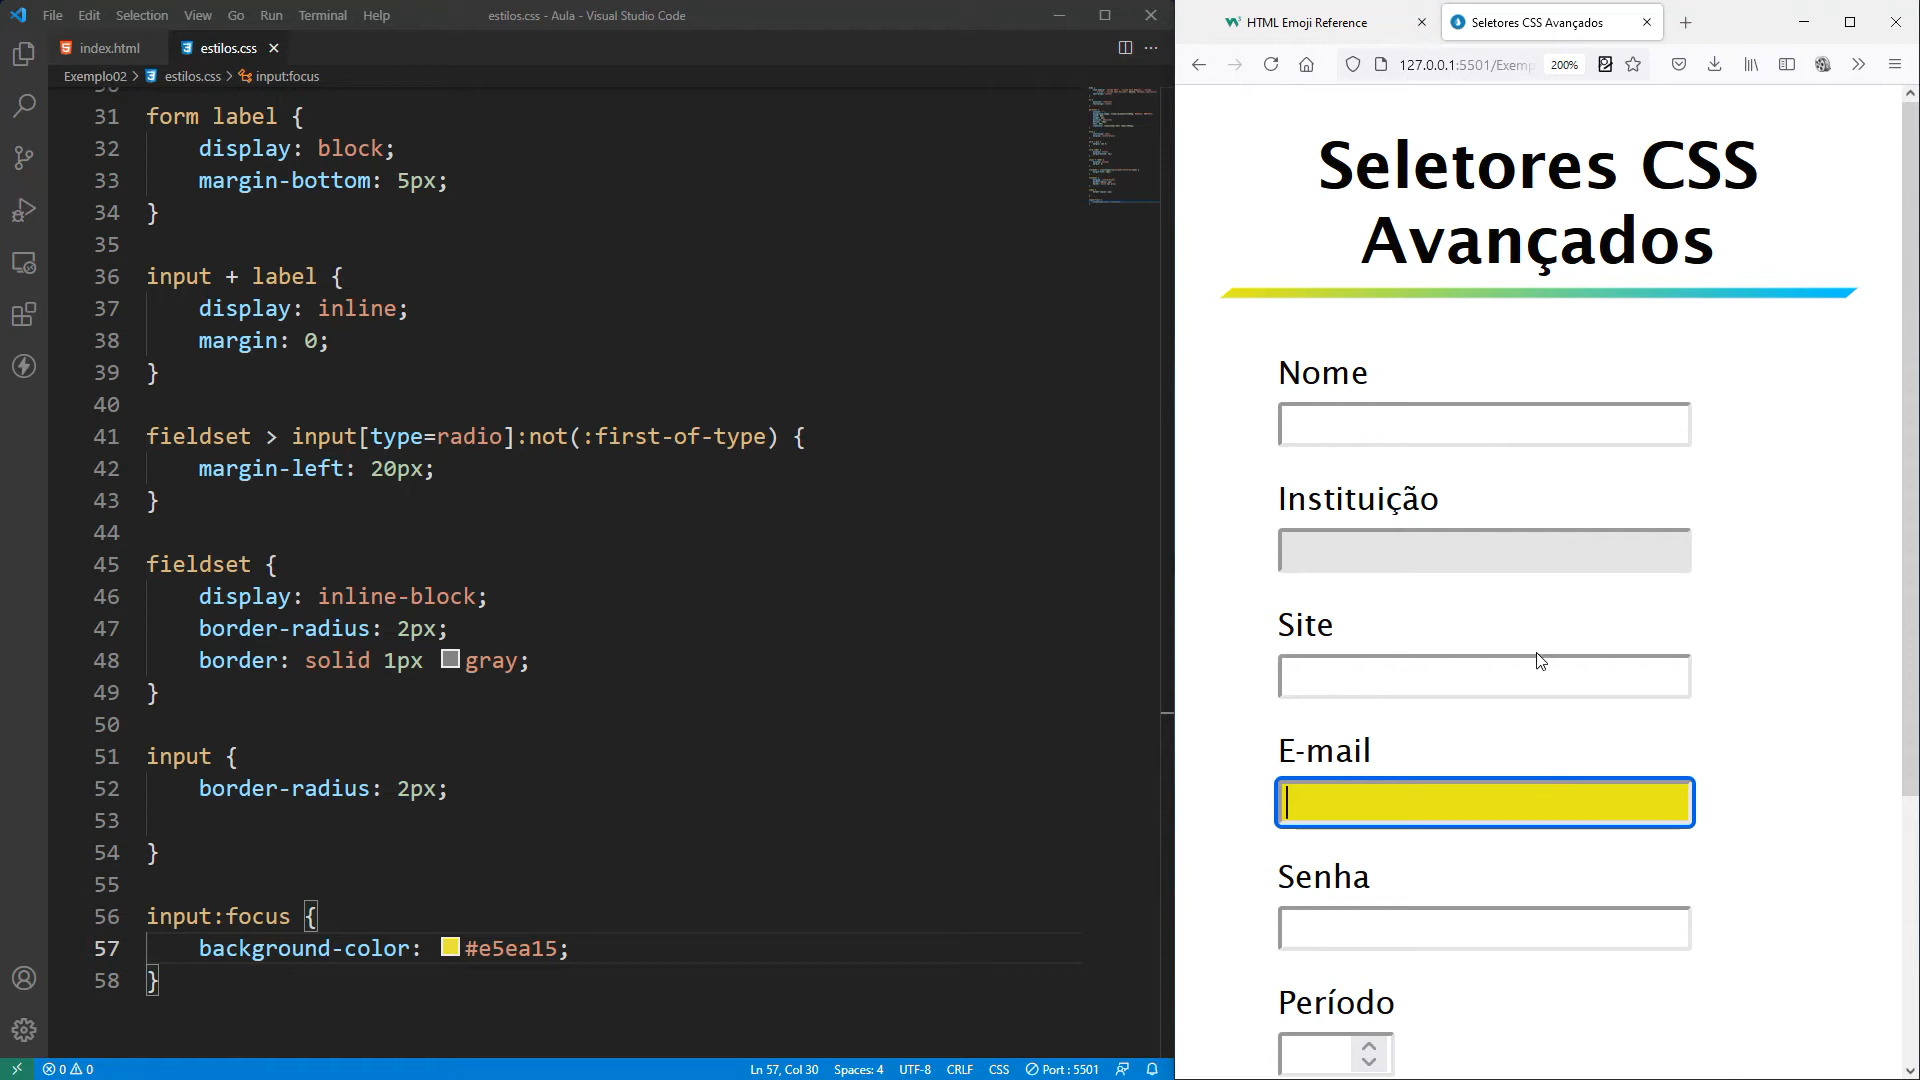 File Edit Selection View Go Run Terminal Help estilos.css - Aula - Visual Studio Code
index.html estilos.css
Exemplo02 > estilos.css > input:focus
31 form label {
32 display: block;
33 margin-bottom: 5px;
34 }
35
36 input + label {
37 display: inline;
38 margin: 0;
39 }
40
41 fieldset > input[type=radio]:not(:first-of-type) {
42 margin-left: 20px;
43 }
44
45 fieldset {
46 display: inline-block;
47 border-radius: 2px;
48 border: solid 1px gray;
49 }
50
51 input {
52 border-radius: 2px;
53
54 }
55
56 input:focus {
57 background-color: #e5ea15;
58 }
0 0 Ln 57, Col 30 Spaces: 4 UTF-8 CRLF CSS Port : 5501
HTML Emoji Reference Seletores CSS Avançados
127.0.0.1:5501/Exemp 200%
Seletores CSS
Avançados
Nome
Instituição
Site
E-mail
Senha
Período